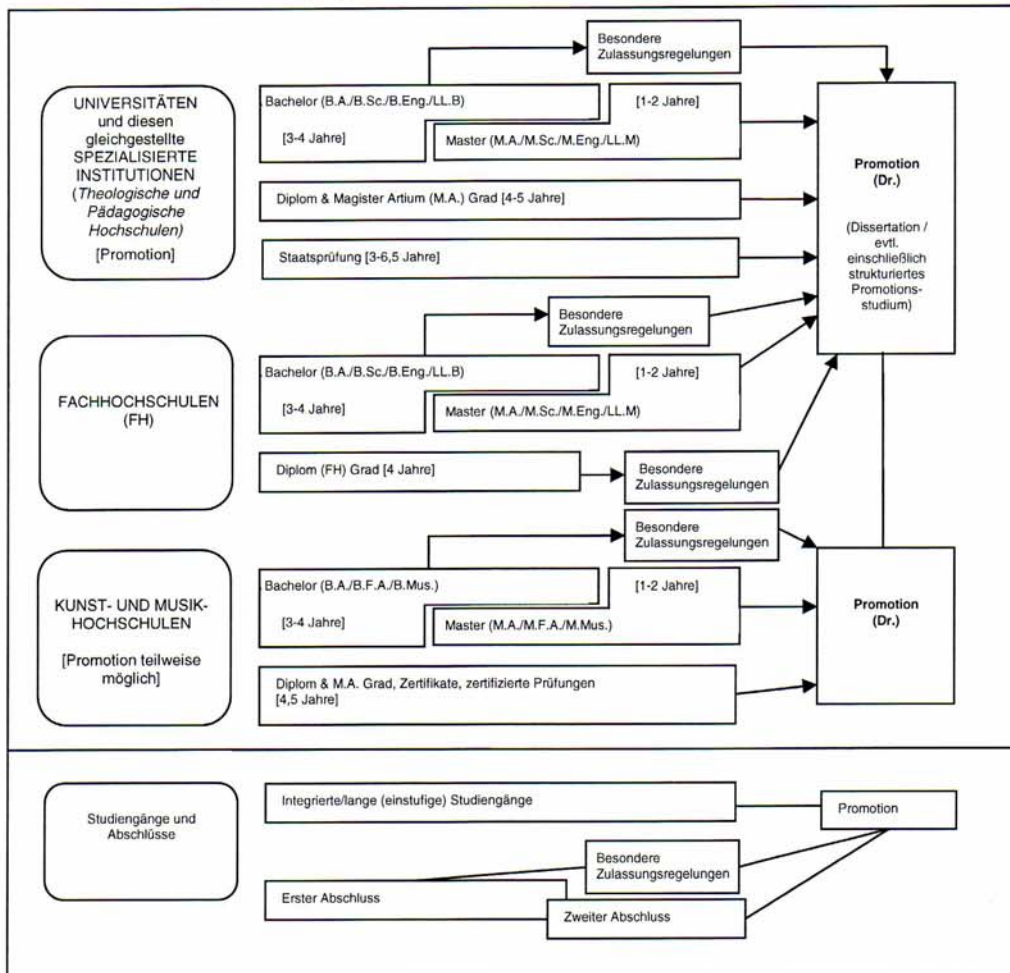 Besondere
Zulassungsregelungen
UNIVERSITÄTEN
und diesen
gleichgestellte
SPEZIALISIERTE
INSTITUTIONEN
(Theologische und
Pädagogische
Hochschulen)
[Promotion]
Bachelor (B.A./B.Sc./B.Eng./LL.B)
[1-2 Jahre]
[3-4 Jahre]
Master (M.A./M.Sc./M.Eng./LL.M)
Diplom & Magister Artium (M.A.) Grad [4-5 Jahre]
Staatsprüfung [3-6,5 Jahre]
Promotion
(Dr.)
(Dissertation /
evtl.
einschließlich
strukturiertes
Promotions-
studium)
FACHHOCHSCHULEN
(FH)
Besondere
Zulassungsregelungen
Bachelor (B.A./B.Sc./B.Eng./LL.B)
[1-2 Jahre]
[3-4 Jahre]
Master (M.A./M.Sc./M.Eng./LL.M)
Diplom (FH) Grad [4 Jahre]
Besondere
Zulassungsregelungen
KUNST- UND MUSIK-
HOCHSCHULEN
[Promotion teilweise
möglich]
Besondere
Zulassungsregelungen
Bachelor (B.A./B.F.A./B.Mus.)
[1-2 Jahre]
[3-4 Jahre]
Master (M.A./M.F.A./M.Mus.)
Diplom & M.A. Grad, Zertifikate, zertifizierte Prüfungen
[4,5 Jahre]
Promotion
(Dr.)
Studiengänge und
Abschlüsse
Integrierte/lange (einstufige) Studiengänge
Promotion
Besondere
Zulassungsregelungen
Erster Abschluss
Zweiter Abschluss